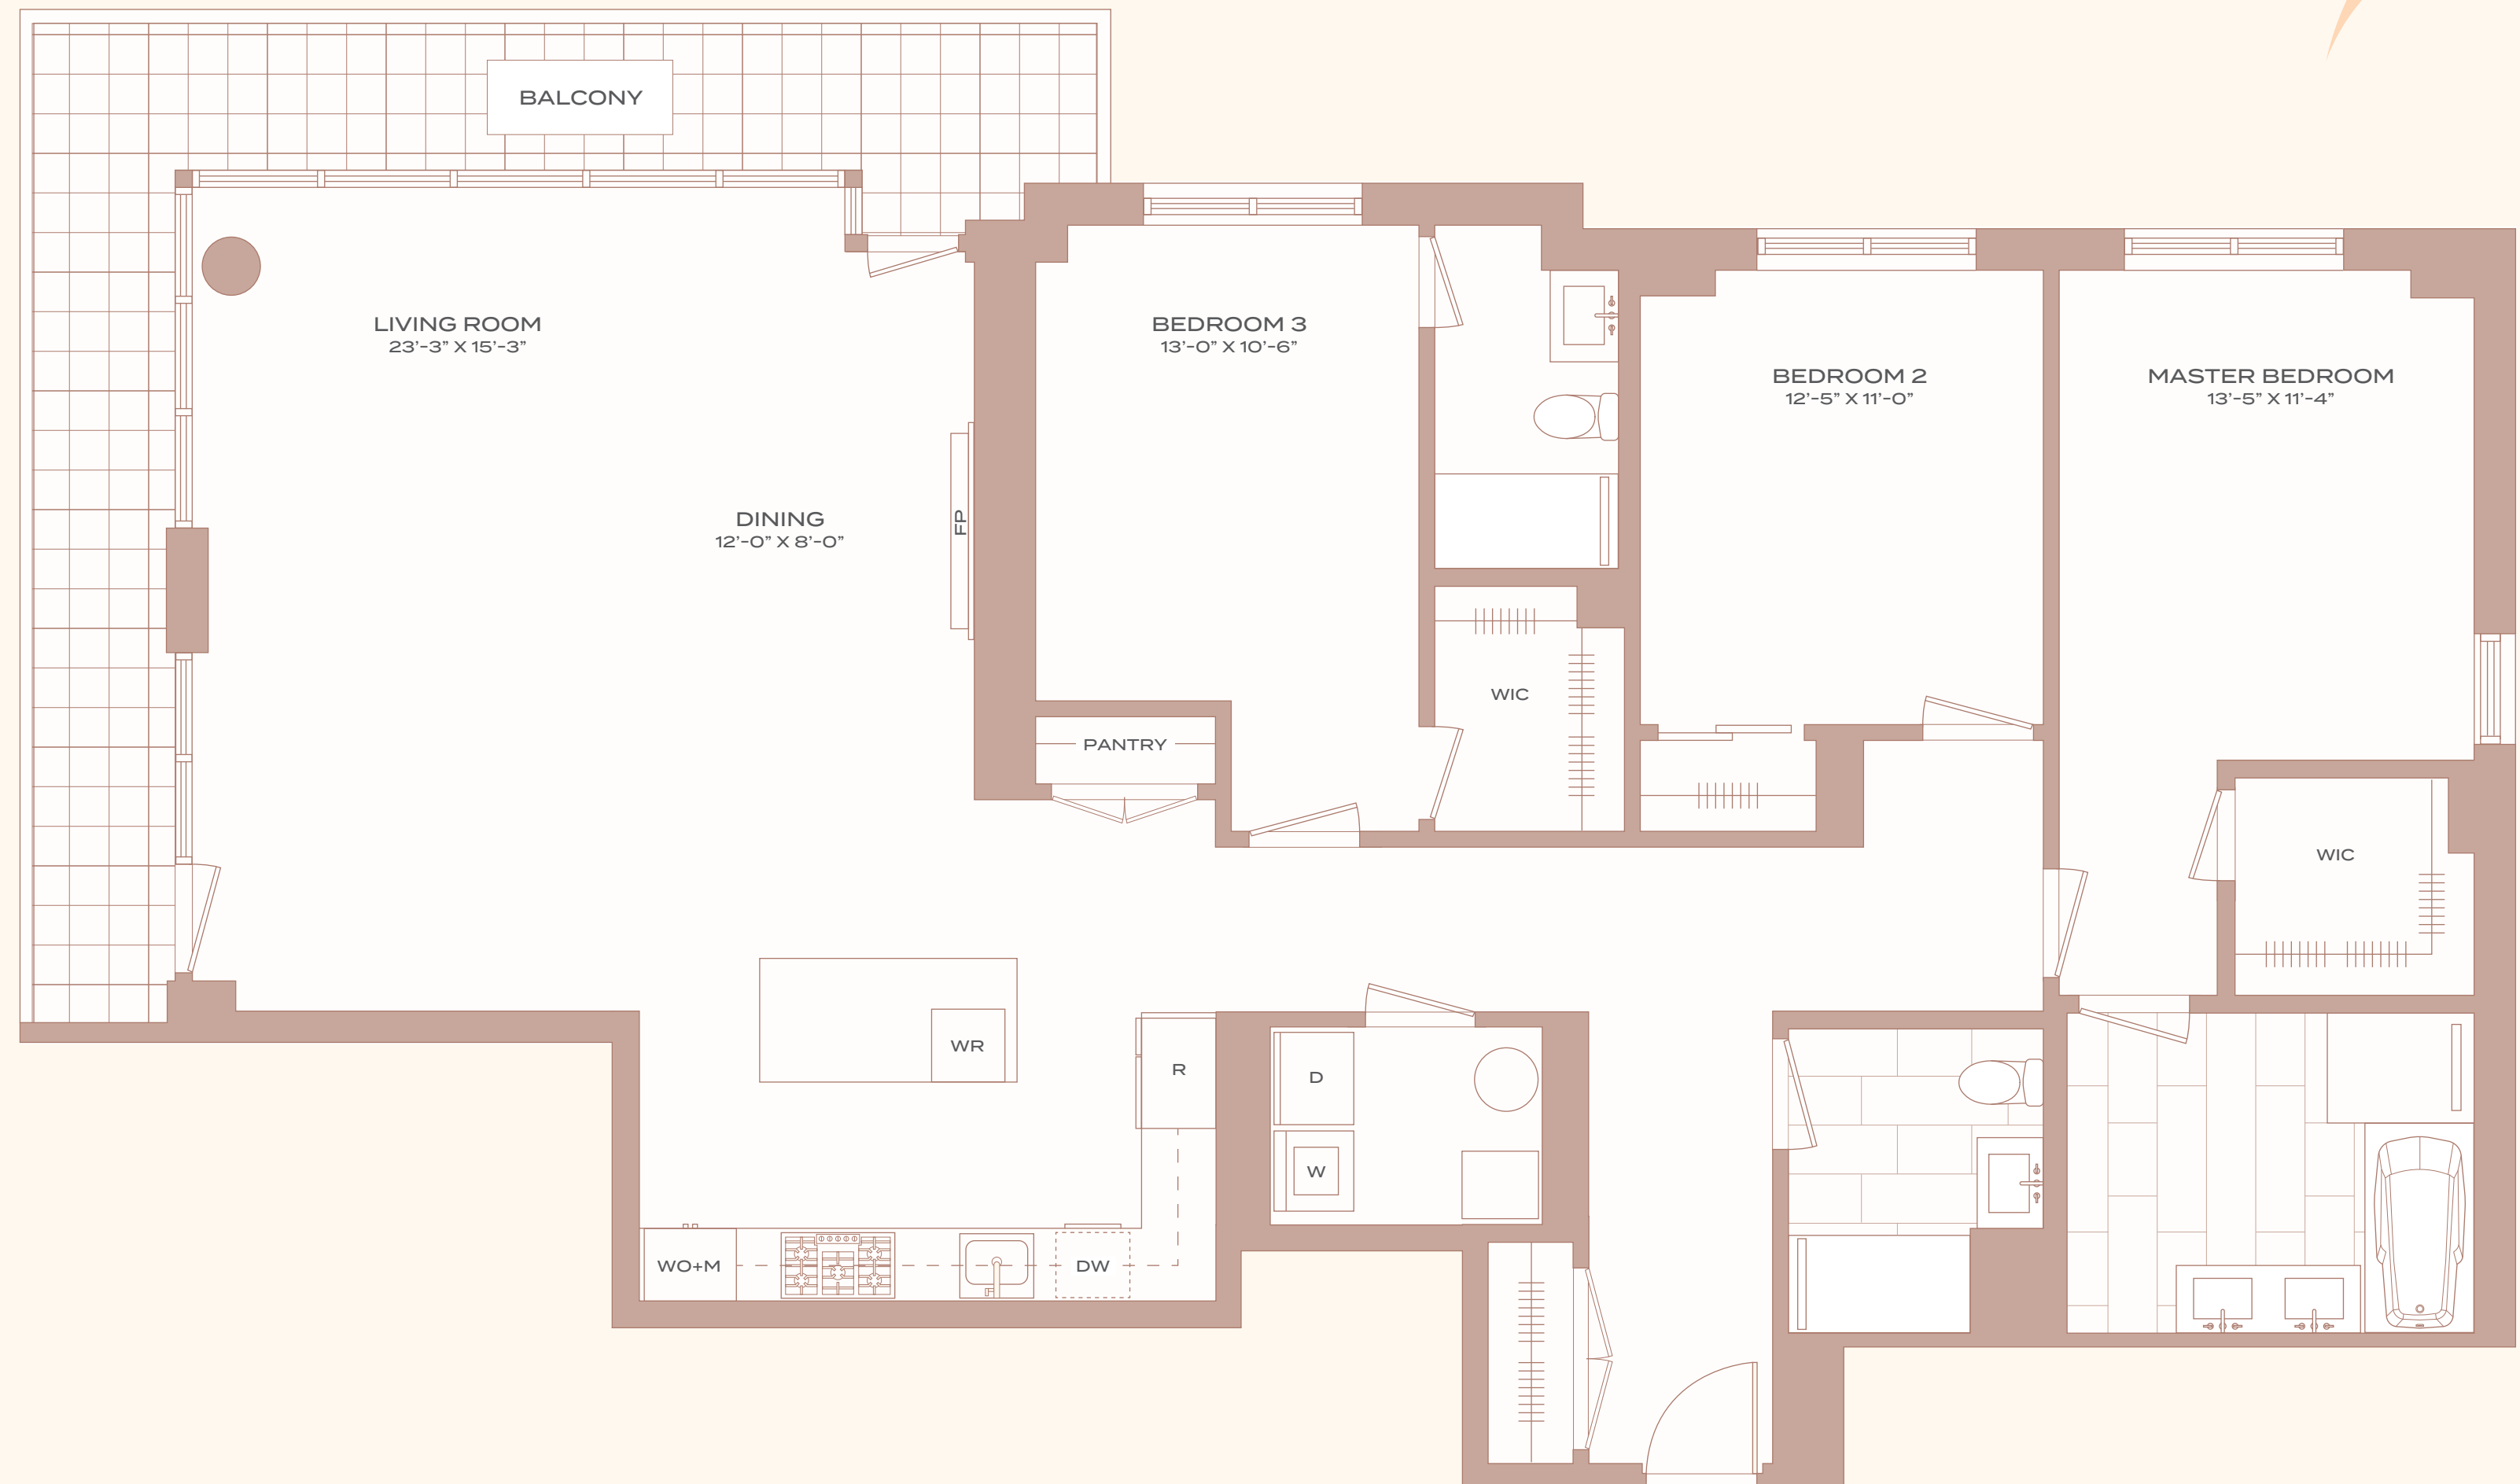 BALCONY
LIVING ROOM
23’-3” X 15’-3”
BEDROOM 3
13’-0” X 10’-6”
BEDROOM 2
12’-5” X 11’-0”
MASTER BEDROOM
13’-5” X 11’-4”
DINING
12’-0” X 8’-0”
FP
WIC
PANTRY
WIC
WR
R
D
W
WO+M
DW